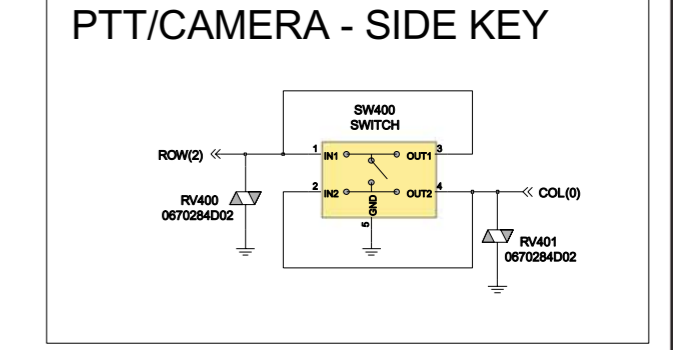 PTT/CAMERA - SIDE KEY
SW400
SWITCH
1 IN1 OUT1 3
ROW(2)
2 IN2 OUT2 4
COL(0)
GND
5
RV400
0670284D02
RV401
0670284D02